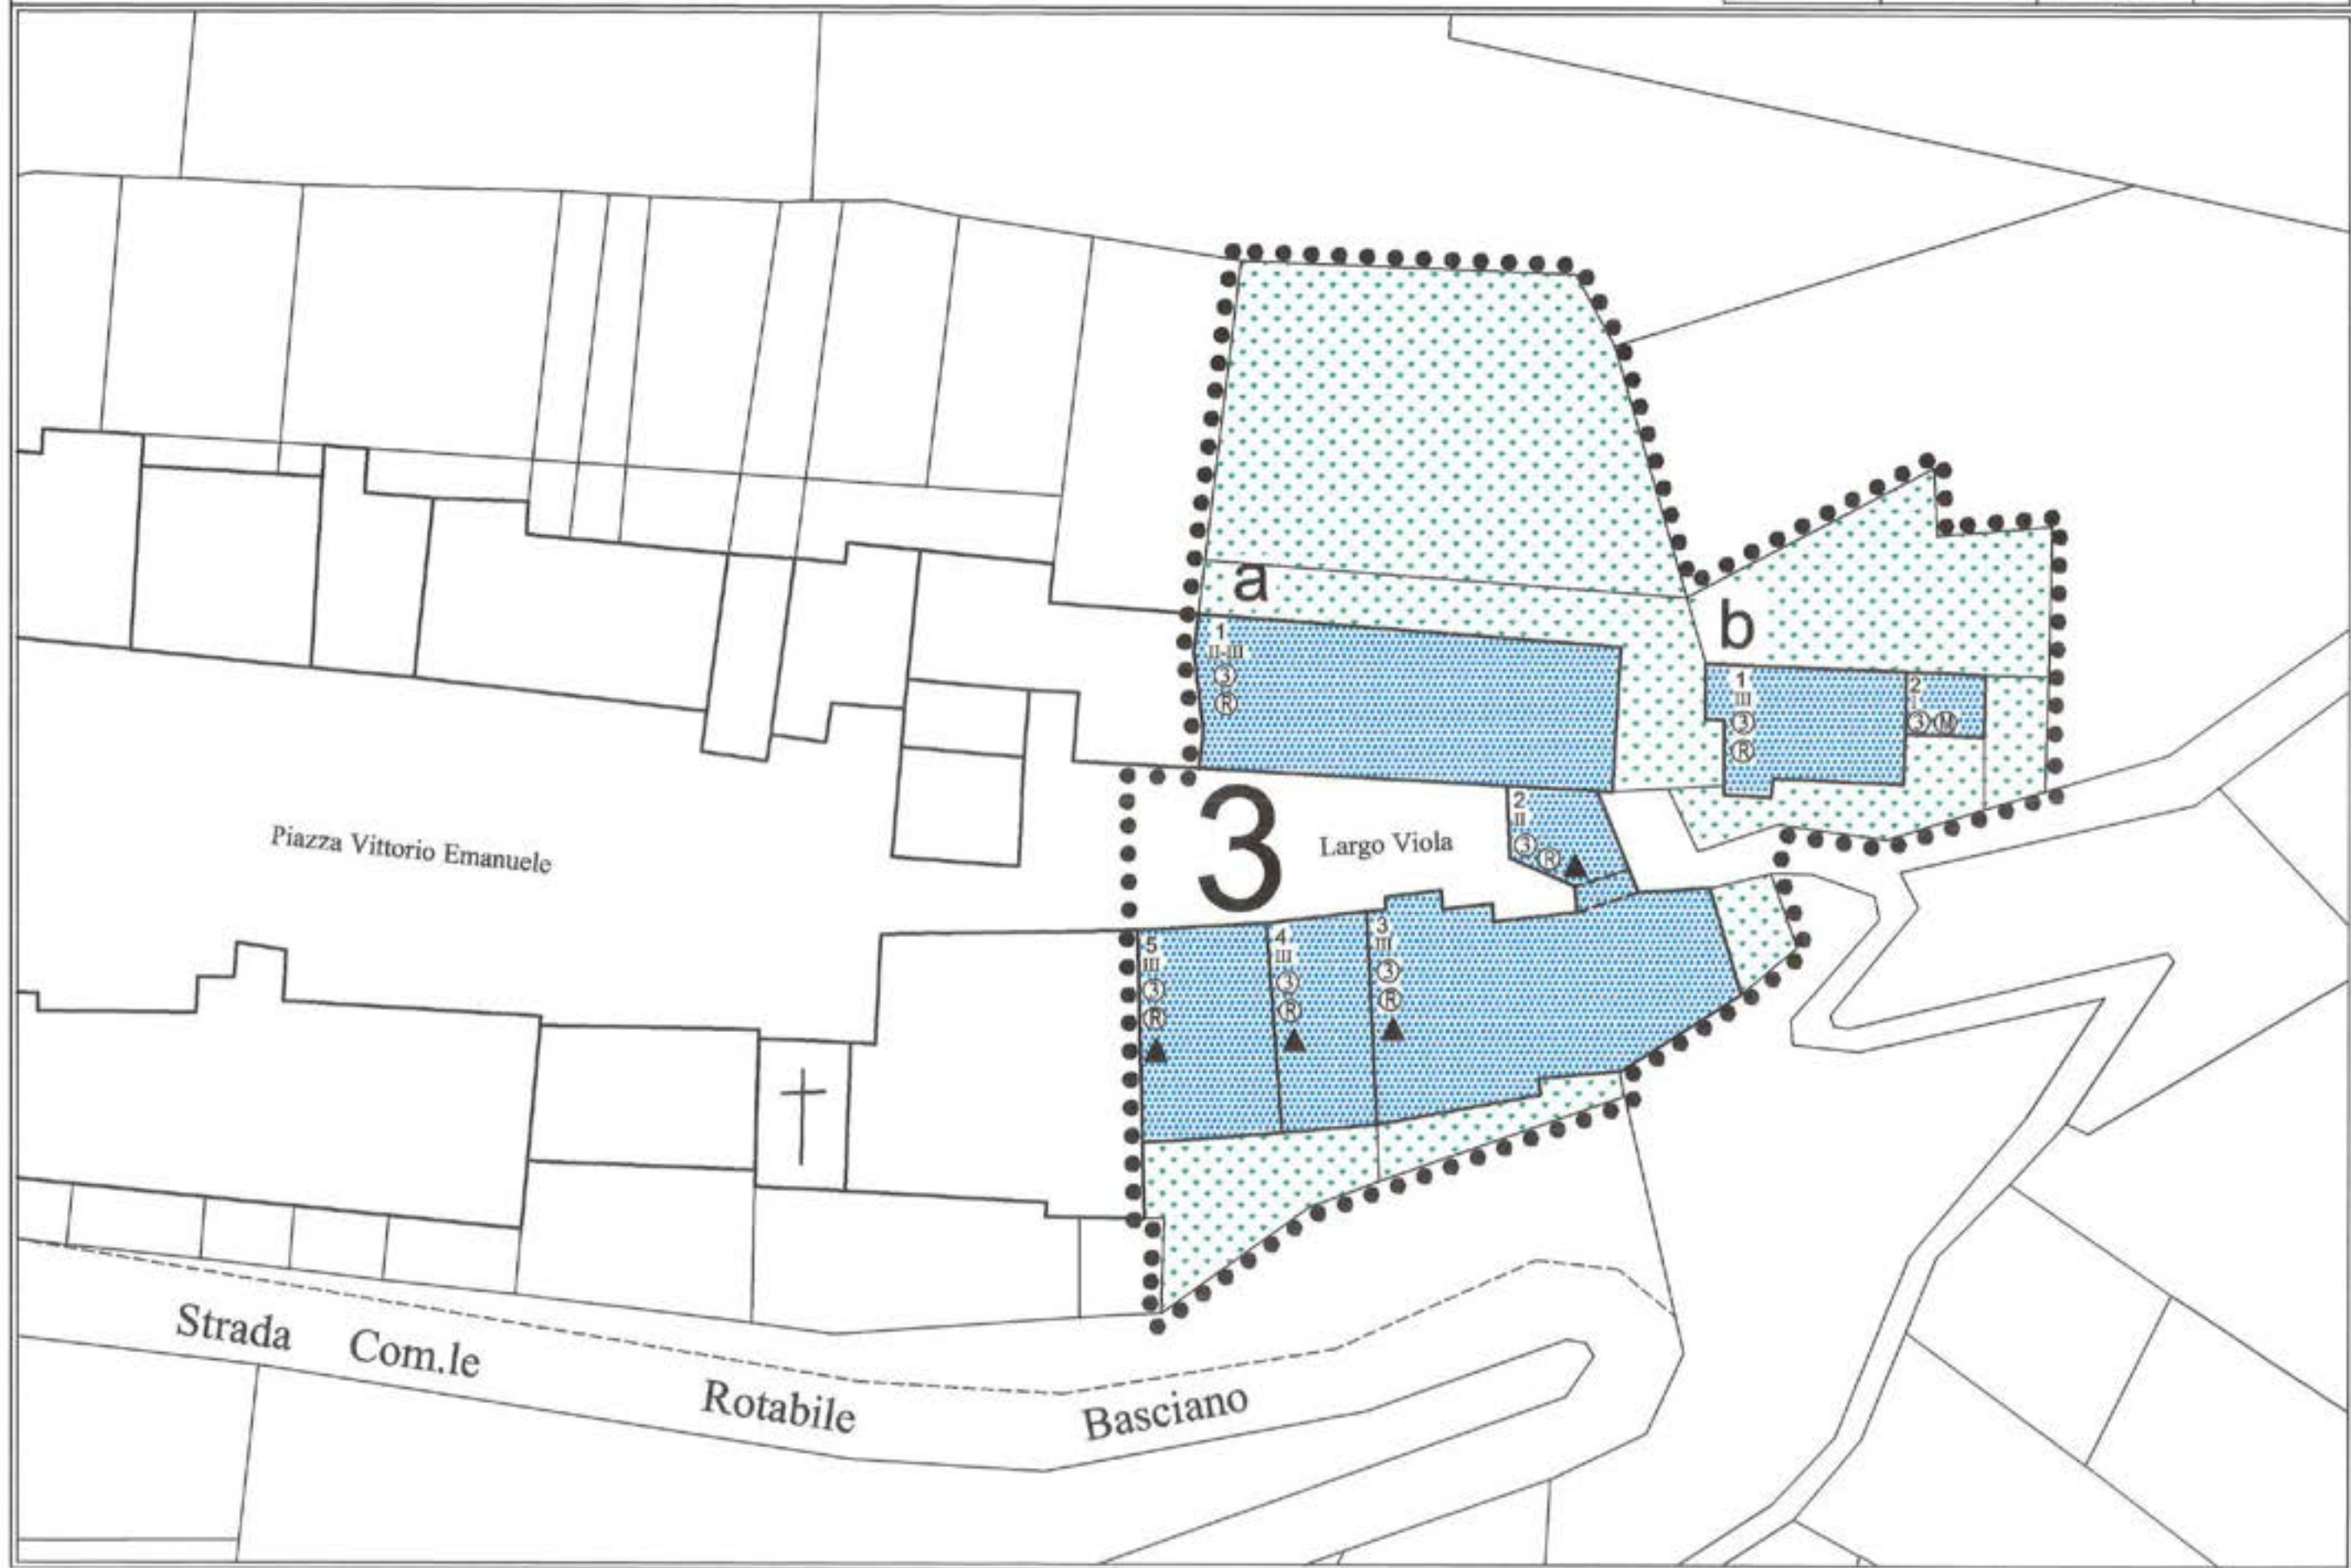 a
b
1
II-III
3
R
1
III
3
R
2
I
3 M
3
Largo Viola
2
II
3 R
Piazza Vittorio Emanuele
5
III
3
R
4
III
3
R
3
III
3
R
Strada Com.le Rotabile Basciano